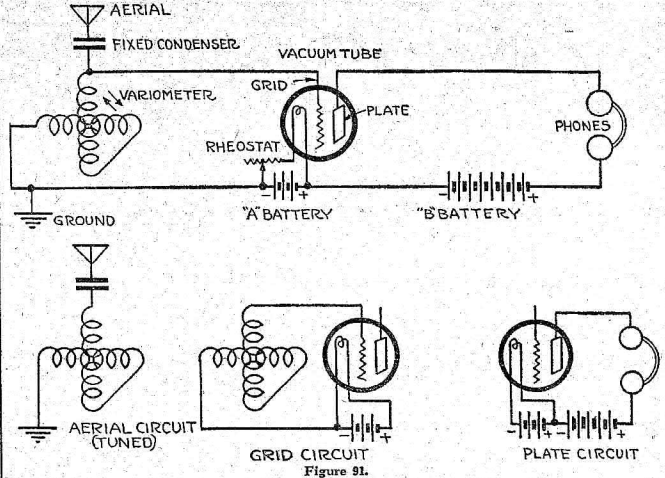 AERIAL
FIXED CONDENSER
VACUUM TUBE
GRID
VARIOMETER
PLATE
PHONES
RHEOSTAT
- +
- +
"A" BATTERY
"B" BATTERY
GROUND
AERIAL CIRCUIT
(TUNED)
- +
GRID CIRCUIT
- + - +
PLATE CIRCUIT
Figure 91.